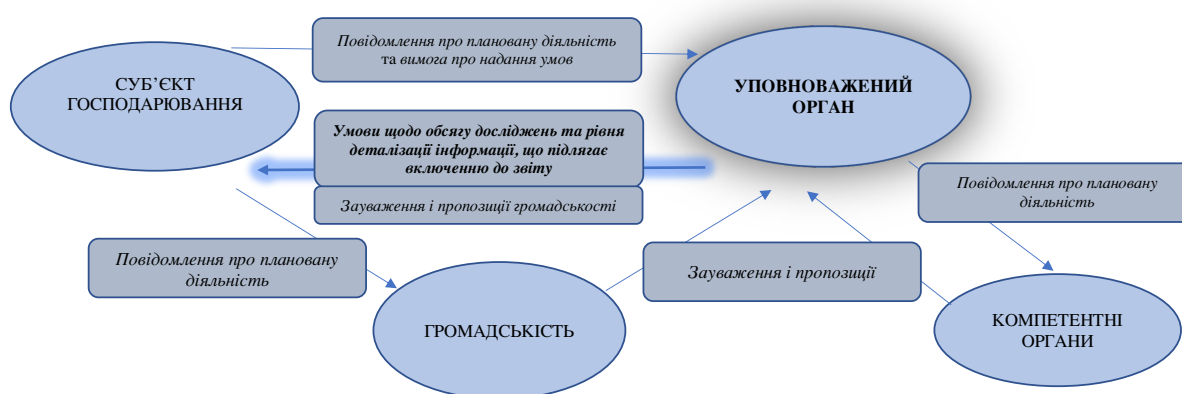 Повідомлення про плановану діяльність
та вимога про надання умов
СУБ’ЄКТ
ГОСПОДАРЮВАННЯ
УПОВНОВАЖЕНИЙ
ОРГАН
Умови щодо обсягу досліджень та рівня
деталізації інформації, що підлягає
включенню до звіту
Зауваження і пропозиції громадськості
Повідомлення про плановану
діяльність
Повідомлення про плановану
діяльність
Зауваження і пропозиції
ГРОМАДСЬКІСТЬ
КОМПЕТЕНТНІ
ОРГАНИ